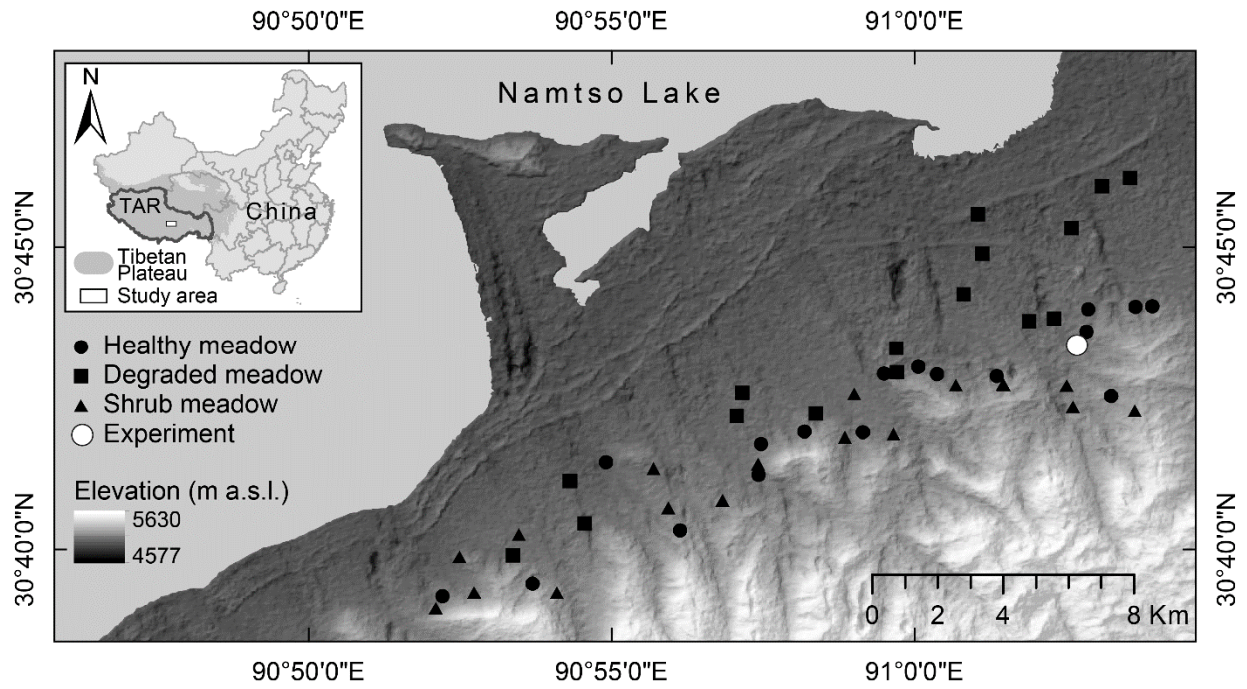 90°50'0"E 90°55'0"E 91°0'0"E
N
Namtso Lake
TAR
China
Tibetan
Plateau
Study area
30°45'0"N 30°45'0"N
Healthy meadow
Degraded meadow
Shrub meadow
Experiment
Elevation (m a.s.l.)
5630
4577
30°40'0"N 30°40'0"N
0 2 4 8 Km
90°50'0"E 90°55'0"E 91°0'0"E